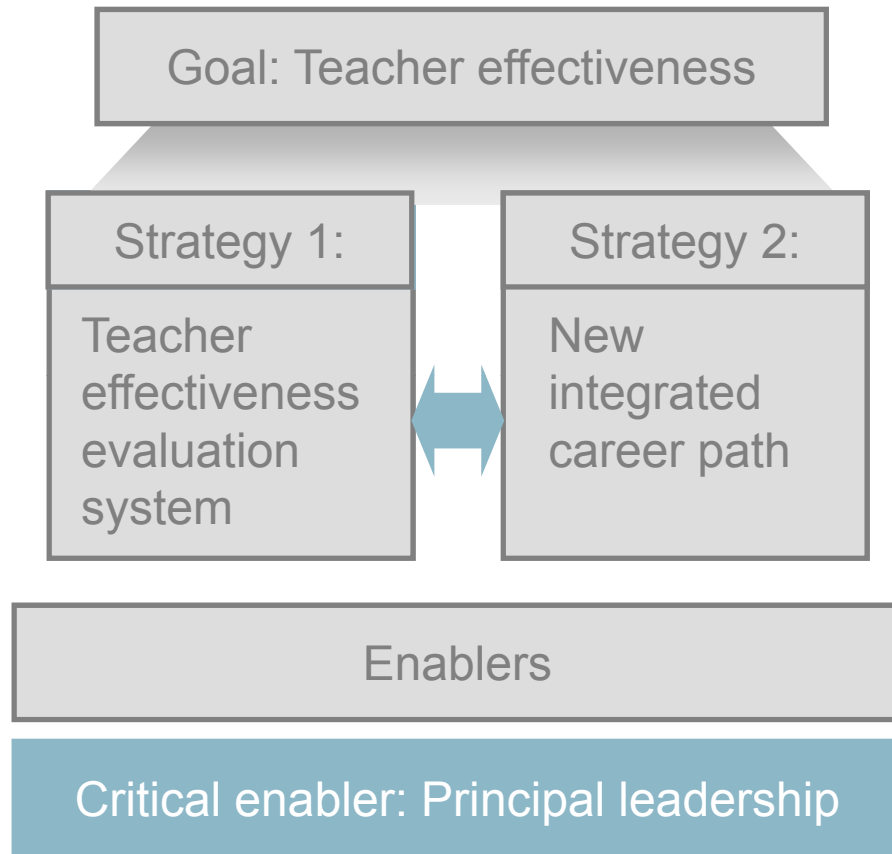 Goal: Teacher effectiveness
Strategy 1:
Teacher
effectiveness
evaluation
system
Strategy 2:
New
integrated
career path
Enablers
Critical enabler: Principal leadership